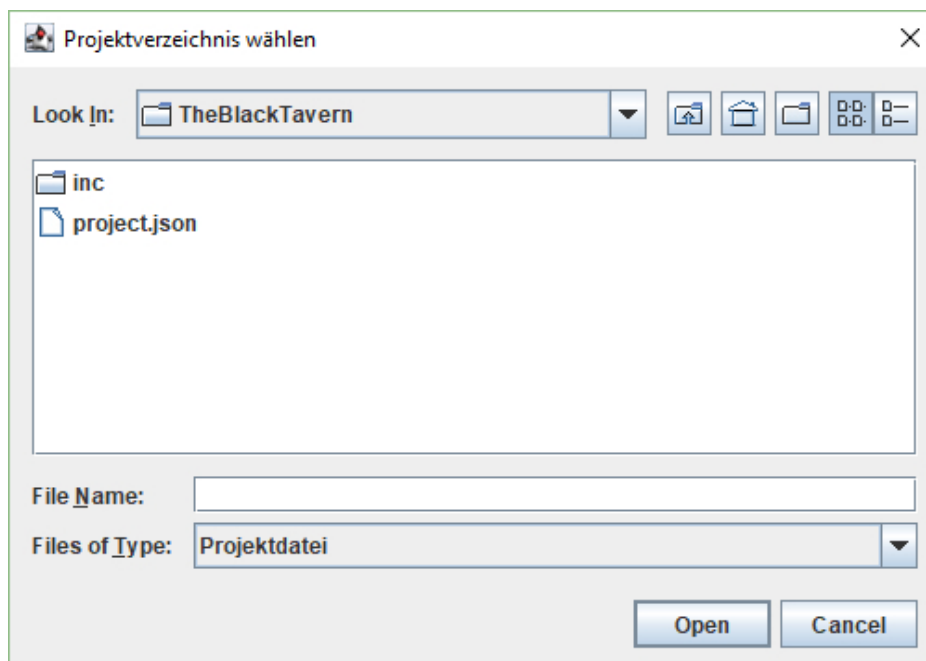 Projektverzeichnis wählen
Look In: TheBlackTavern
inc
project.json
File Name:
Files of Type: Projektdatei
Open Cancel